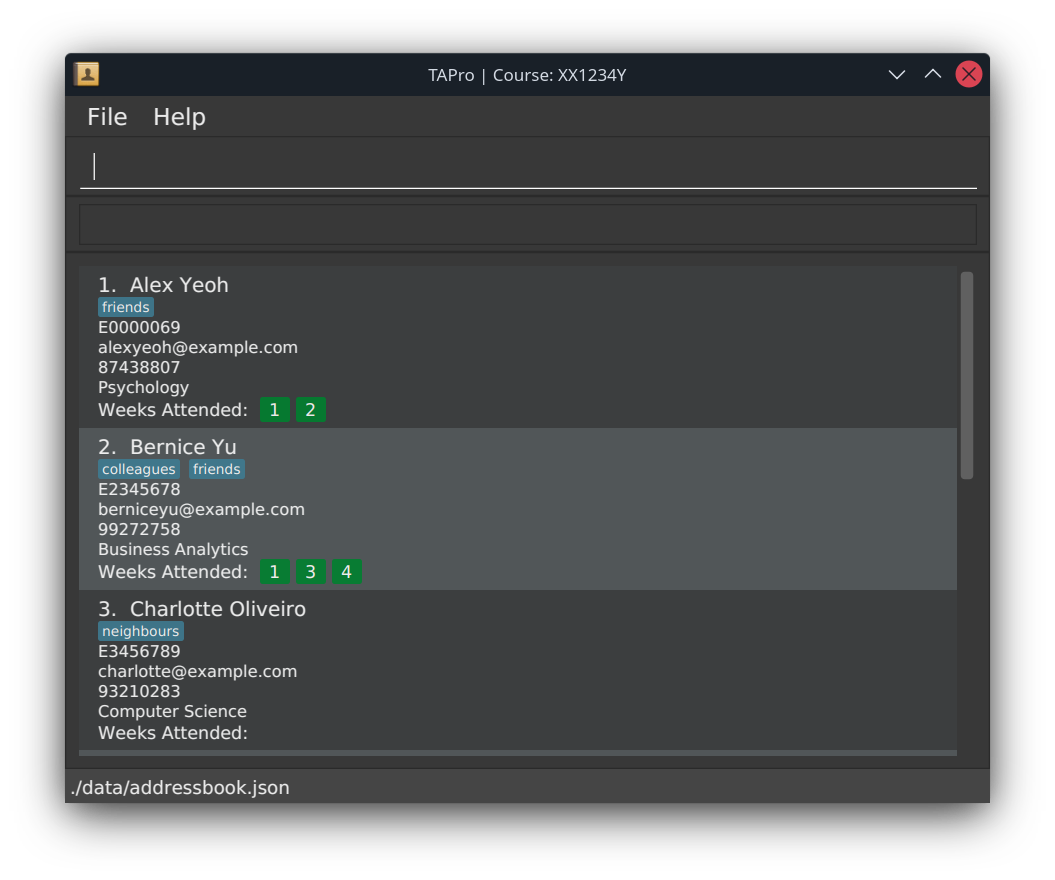 TAPro | Course: XX1234Y
File Help
1. Alex Yeoh
friends
E0000069
alexyeoh@example.com
87438807
Psychology
Weeks Attended: 1 2
2. Bernice Yu
colleagues friends
E2345678
berniceyu@example.com
99272758
Business Analytics
Weeks Attended: 1 3 4
3. Charlotte Oliveiro
neighbours
E3456789
charlotte@example.com
93210283
Computer Science
Weeks Attended:
./data/addressbook.json